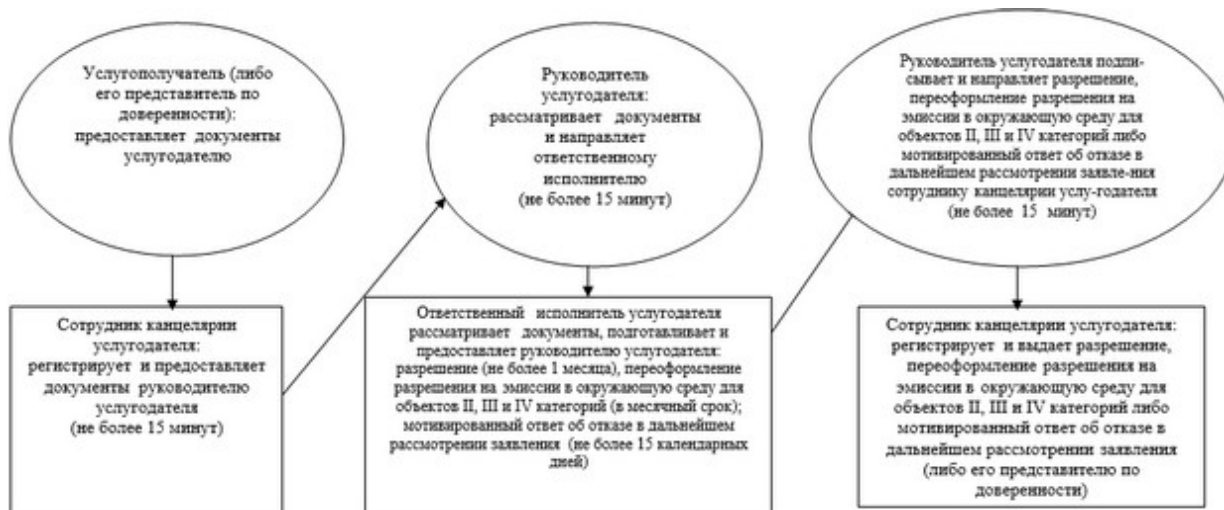 Услугополучатель (либо
его представитель по
доверенности):
предоставляет документы
услугодателю
Сотрудник канцелярии
услугодателя:
регистрирует и предоставляет
документы руководителю
услугодателя
(не более 15 минут)
Руководитель
услугодателя:
рассматривает документы
и направляет
ответственному
исполнителю
(не более 15 минут)
Ответственный исполнитель услугодателя
рассматривает документы, подготавливает и
предоставляет руководителю услугодателя:
разрешение (не более 1 месяца), переоформление
разрешения на эмиссии в окружающую среду для
объектов II, III и IV категорий (в месячный срок);
мотивированный ответ об отказе в дальнейшем
рассмотрении заявления (не более 15 календарных
дней)
Руководитель услугодателя подпи-
сывает и направляет разрешение,
переоформление разрешения на
эмиссии в окружающую среду для
объектов II, III и IV категорий либо
мотивированный ответ об отказе в
дальнейшем рассмотрении заявле-ния
сотруднику канцелярии услу-годателя
(не более 15 минут)
Сотрудник канцелярии услугодателя:
регистрирует и выдает разрешение,
переоформление разрешения на
эмиссии в окружающую среду для
объектов II, III и IV категорий либо
мотивированный ответ об отказе в
дальнейшем рассмотрении заявления
(либо его представителю по
доверенности)